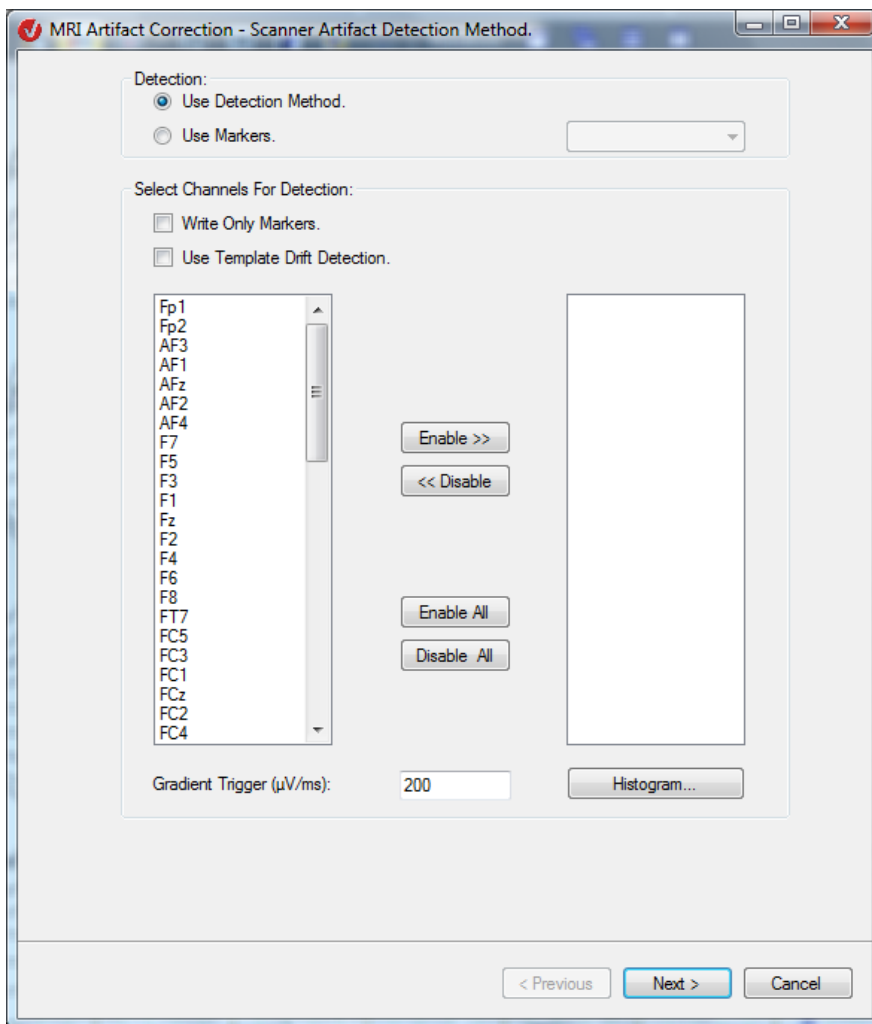 MRI Artifact Correction - Scanner Artifact Detection Method.
Detection:
Use Detection Method.
Use Markers.
Select Channels For Detection:
Write Only Markers.
Use Template Drift Detection.
Fp1
Fp2
AF3
AF1
AFz
AF2
AF4
F7
F5
F3
F1
Fz
F2
F4
F6
F8
FT7
FC5
FC3
FC1
FCz
FC2
FC4
Enable >>
<< Disable
Enable All
Disable All
Gradient Trigger (µV/ms):
200
Histogram...
< Previous
Next >
Cancel